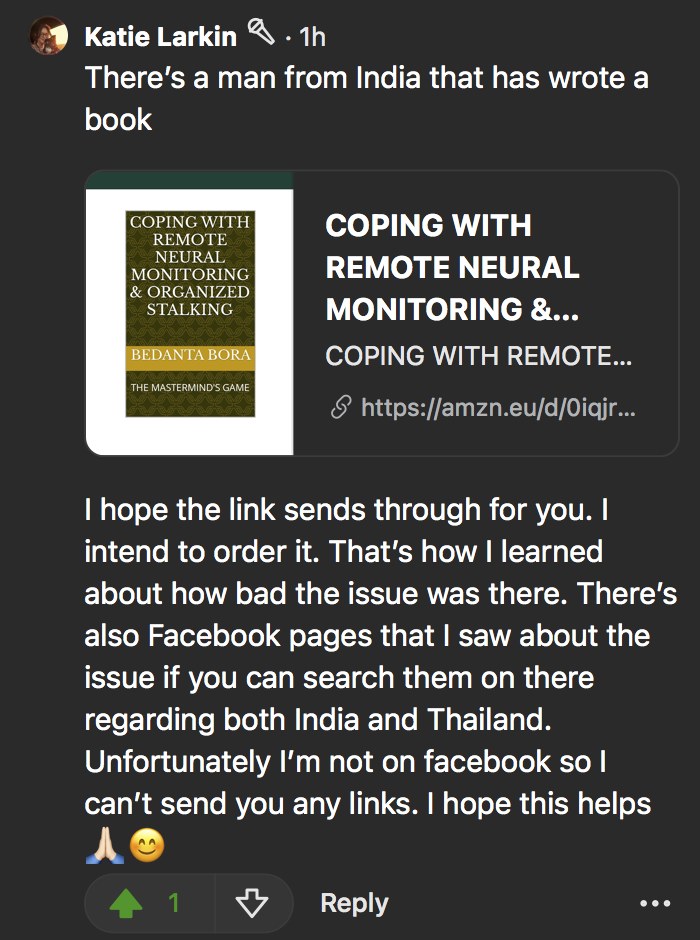 Katie Larkin · 1h
There's a man from India that has wrote a
book
COPING WITH
REMOTE
NEURAL
MONITORING
& ORGANIZED
STALKING
BEDANTA BORA
THE MASTERMIND'S GAME
COPING WITH
REMOTE NEURAL
MONITORING &...
COPING WITH REMOTE...
https://amzn.eu/d/0iqjr...
I hope the link sends through for you. I
intend to order it. That's how I learned
about how bad the issue was there. There's
also Facebook pages that I saw about the
issue if you can search them on there
regarding both India and Thailand.
Unfortunately I'm not on facebook so I
can't send you any links. I hope this helps
🙏🏻😊
1 Reply